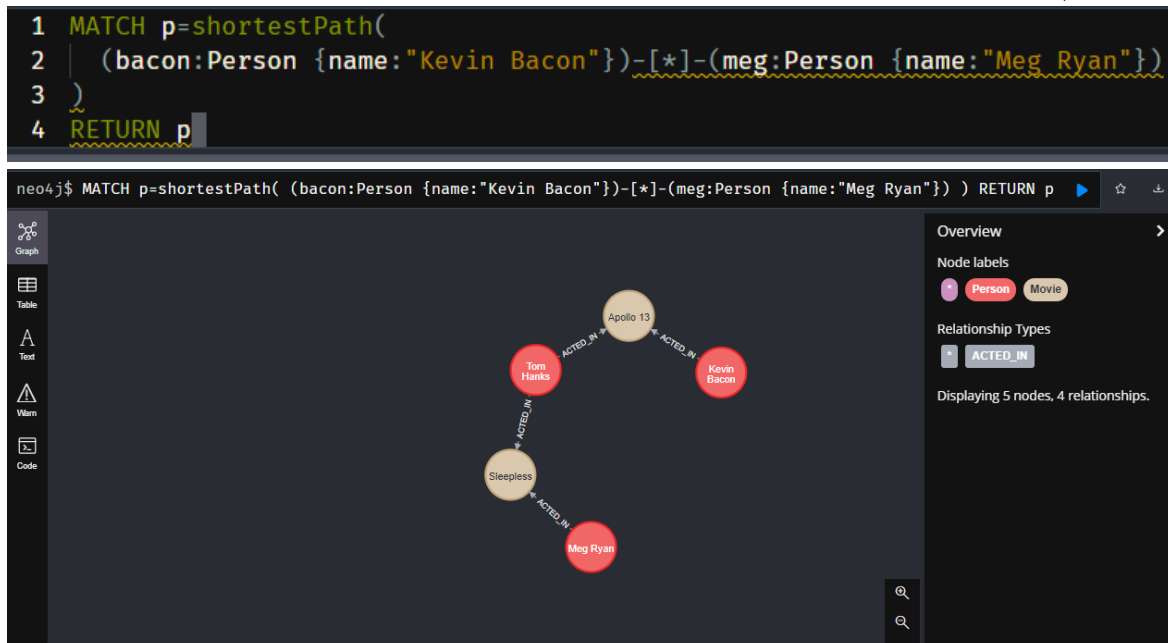 1 MATCH p=shortestPath(
2 (bacon:Person {name:"Kevin Bacon"})-[*]-(meg:Person {name:"Meg Ryan"})
3 )
4 RETURN p
neo4j$ MATCH p=shortestPath( (bacon:Person {name:"Kevin Bacon"})-[*]-(meg:Person {name:"Meg Ryan"}) ) RETURN p
Graph
Table
A
Text
Warn
Code
Apollo 13
ACTED_IN
ACTED_IN
Tom
Hanks
Kevin
Bacon
ACTED_IN
Sleepless
ACTED_IN
Meg Ryan
Overview
Node labels
* Person Movie
Relationship Types
* ACTED_IN
Displaying 5 nodes, 4 relationships.